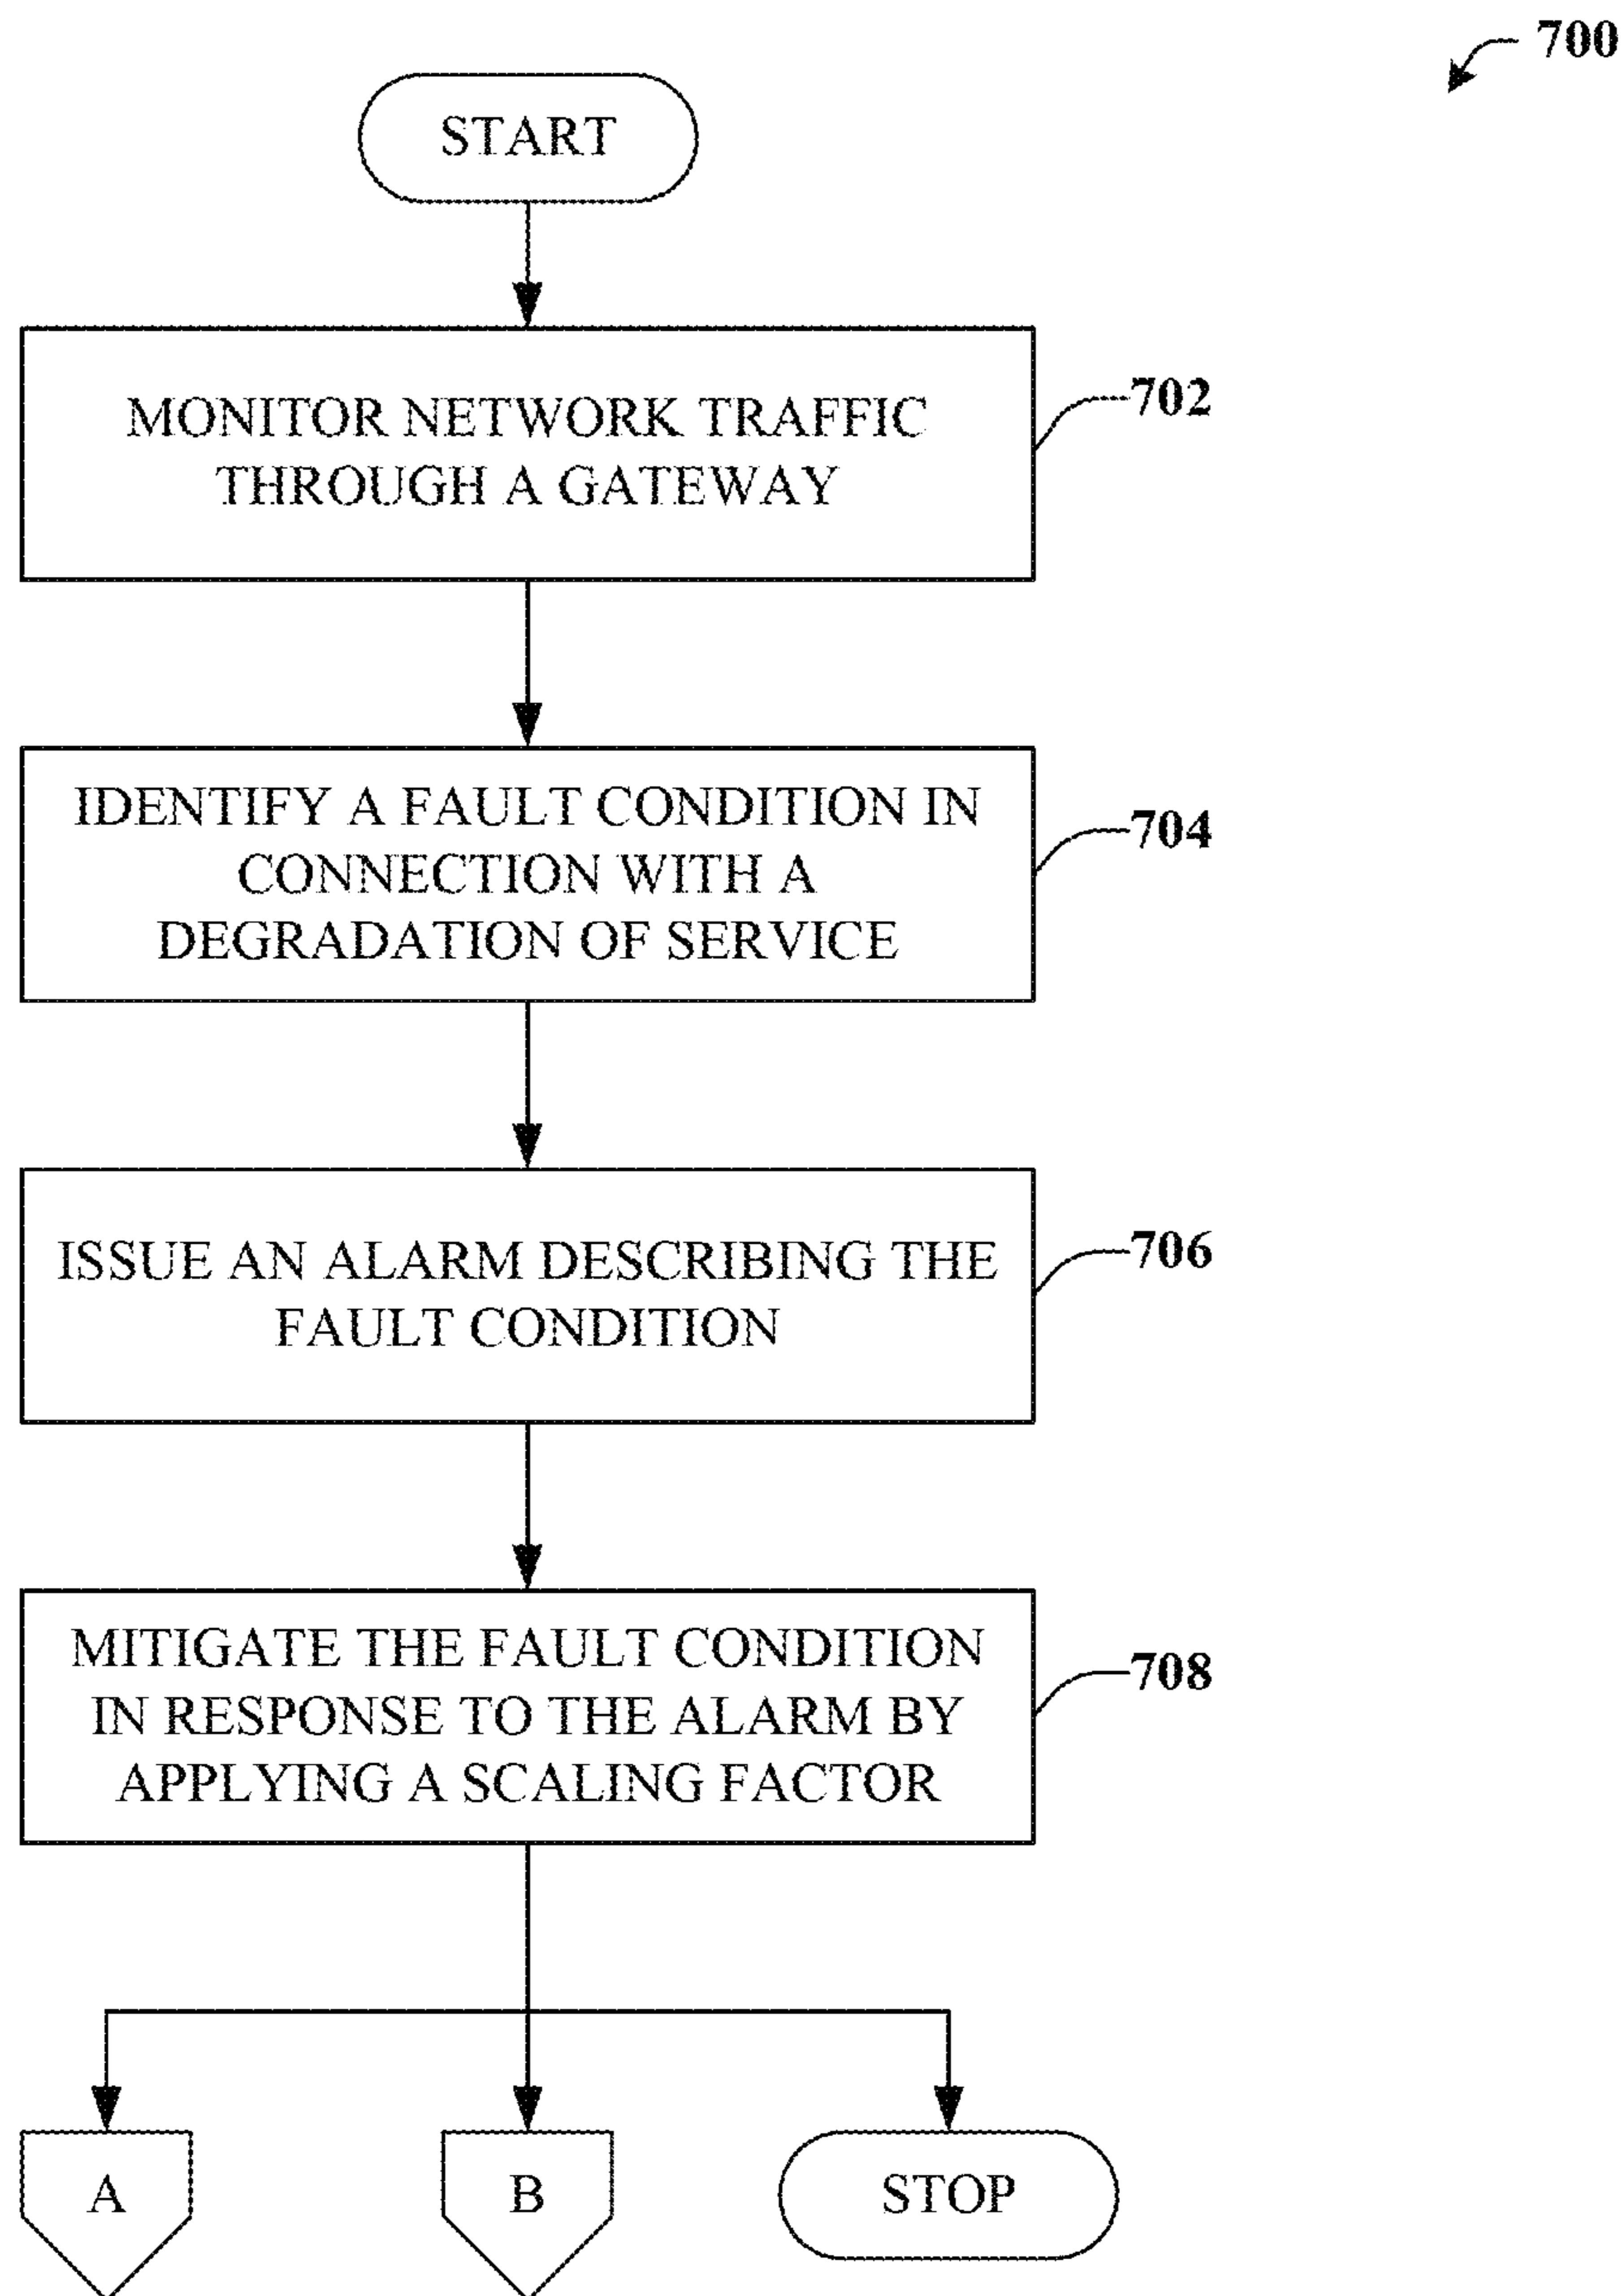 700
START
MONITOR NETWORK TRAFFIC
THROUGH A GATEWAY
702
IDENTIFY A FAULT CONDITION IN
CONNECTION WITH A
DEGRADATION OF SERVICE
704
ISSUE AN ALARM DESCRIBING THE
FAULT CONDITION
706
MITIGATE THE FAULT CONDITION
IN RESPONSE TO THE ALARM BY
APPLYING A SCALING FACTOR
708
A
B
STOP